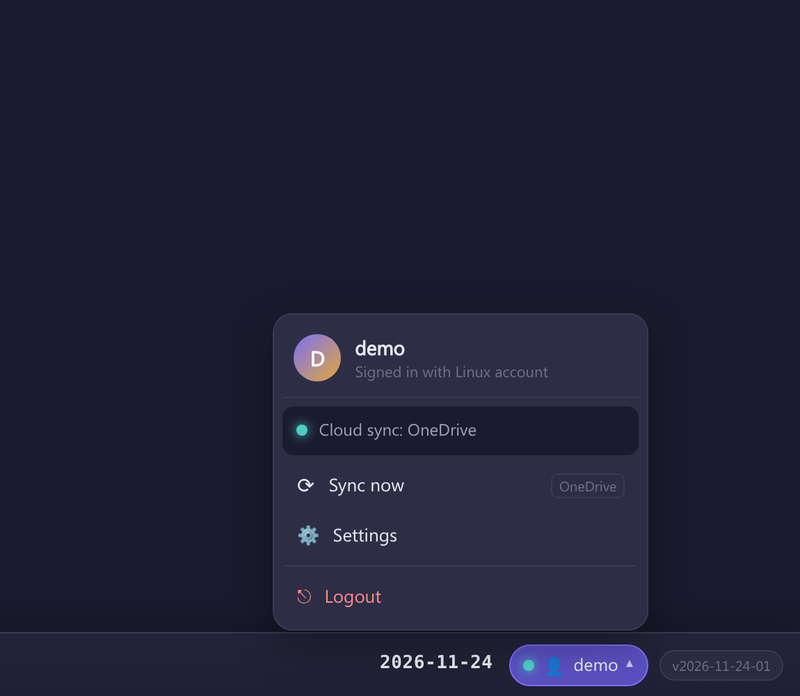 D
demo
Signed in with Linux account
Cloud sync: OneDrive
Sync now OneDrive
Settings
Logout
2026-11-24 demo v2026-11-24-01